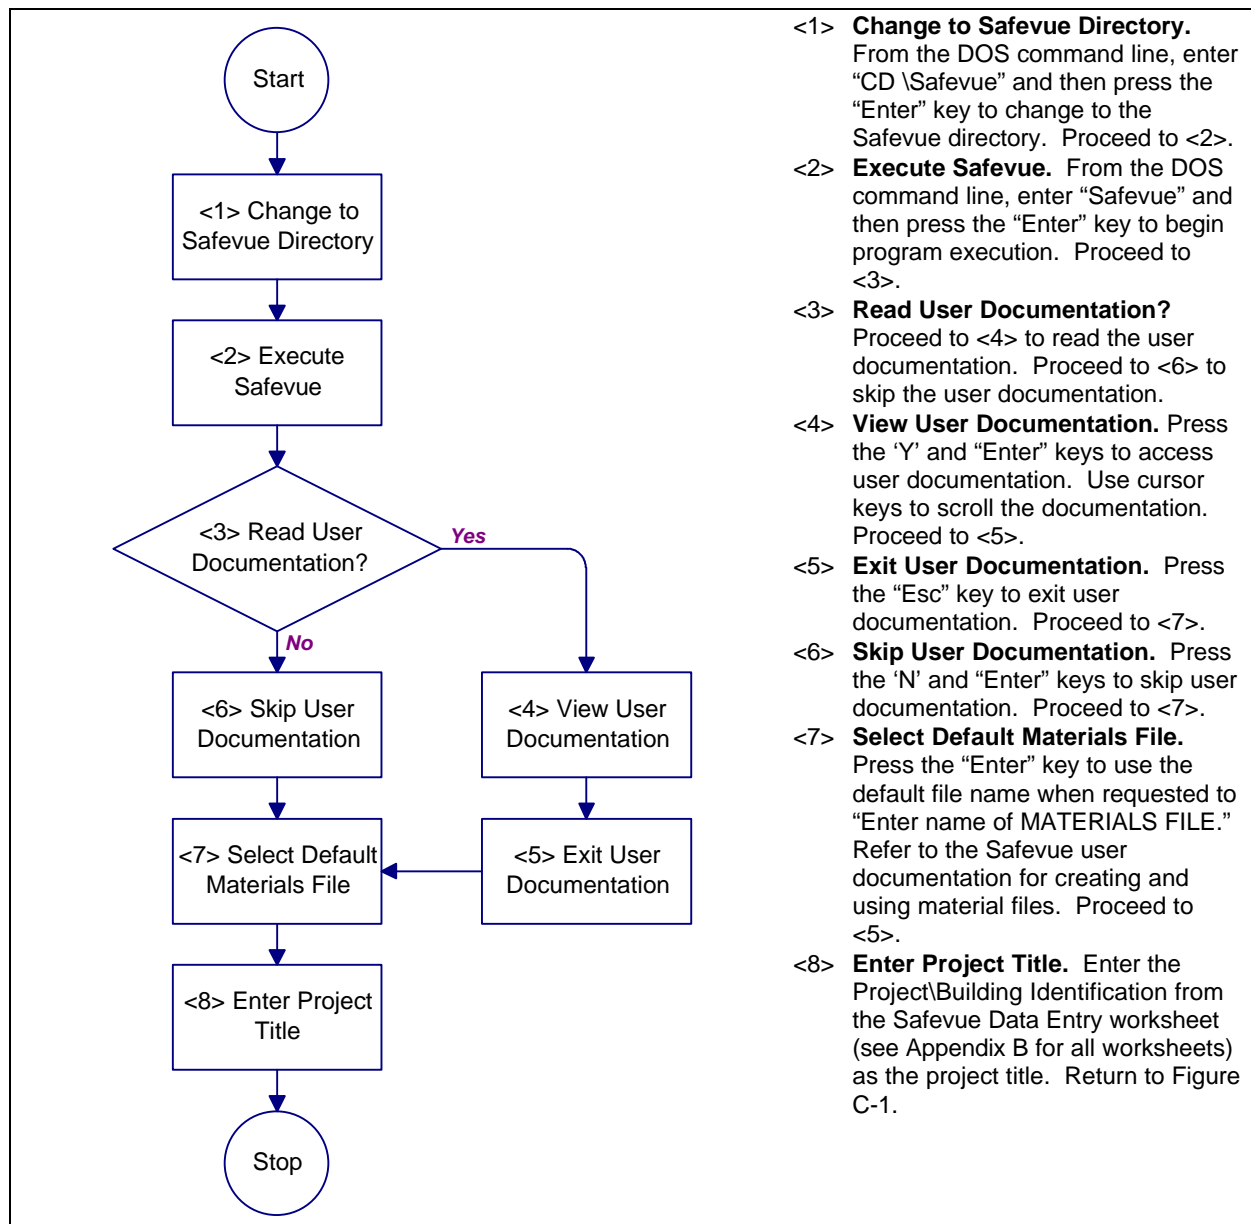 Start
<1> Change to
Safevue Directory
<2> Execute
Safevue
<3> Read User
Documentation?
Yes
No
<6> Skip User
Documentation
<4> View User
Documentation
<7> Select Default
Materials File
<5> Exit User
Documentation
<8> Enter Project
Title
Stop
<1> Change to Safevue Directory.
From the DOS command line, enter
“CD \Safevue” and then press the
“Enter” key to change to the
Safevue directory. Proceed to <2>.
<2> Execute Safevue. From the DOS
command line, enter “Safevue” and
then press the “Enter” key to begin
program execution. Proceed to
<3>.
<3> Read User Documentation?
Proceed to <4> to read the user
documentation. Proceed to <6> to
skip the user documentation.
<4> View User Documentation. Press
the ‘Y’ and “Enter” keys to access
user documentation. Use cursor
keys to scroll the documentation.
Proceed to <5>.
<5> Exit User Documentation. Press
the “Esc” key to exit user
documentation. Proceed to <7>.
<6> Skip User Documentation. Press
the ‘N’ and “Enter” keys to skip user
documentation. Proceed to <7>.
<7> Select Default Materials File.
Press the “Enter” key to use the
default file name when requested to
“Enter name of MATERIALS FILE.”
Refer to the Safevue user
documentation for creating and
using material files. Proceed to
<5>.
<8> Enter Project Title. Enter the
Project\Building Identification from
the Safevue Data Entry worksheet
(see Appendix B for all worksheets)
as the project title. Return to Figure
C-1.